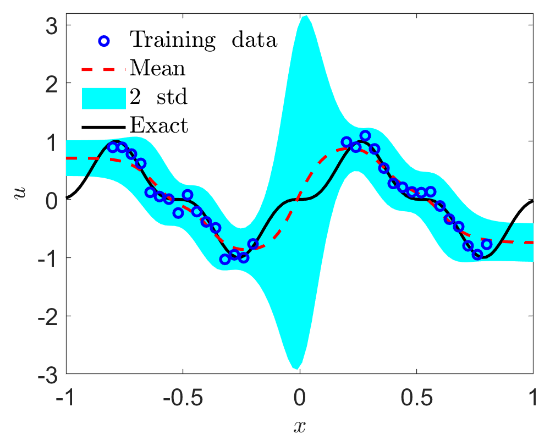 3
2
1
0
-1
-2
-3
u
Training data
Mean
2 std
Exact
-1
-0.5
0
0.5
1
x